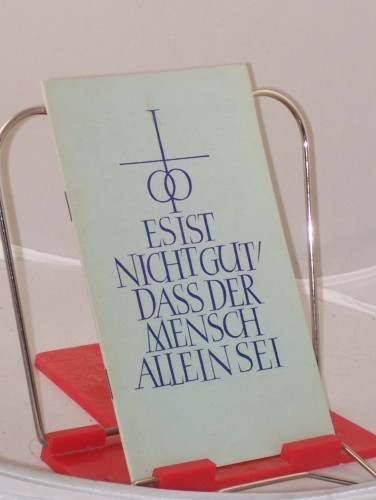 ES IST
NICHT GUT/
DASS DER
MENSCH
ALLEIN SEI